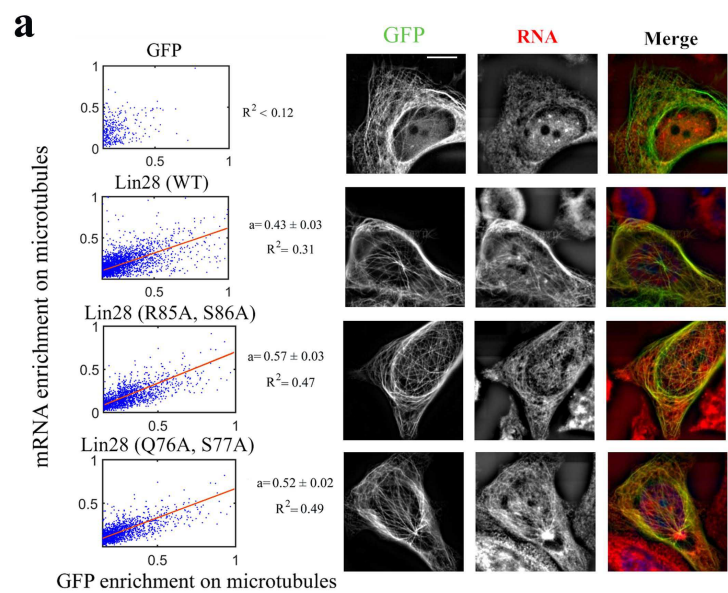 a
GFP
GFP
RNA
Merge
mRNA enrichment on microtubules
1
0.5
0
0.5
1
R² < 0.12
Lin28 (WT)
1
0.5
0.5
1
a= 0.43 ± 0.03
R²= 0.31
Lin28 (R85A, S86A)
1
0.5
0
0.5
1
a= 0.57 ± 0.03
R²= 0.47
Lin28 (Q76A, S77A)
1
0.5
0.5
1
a= 0.52 ± 0.02
R²= 0.49
GFP enrichment on microtubules